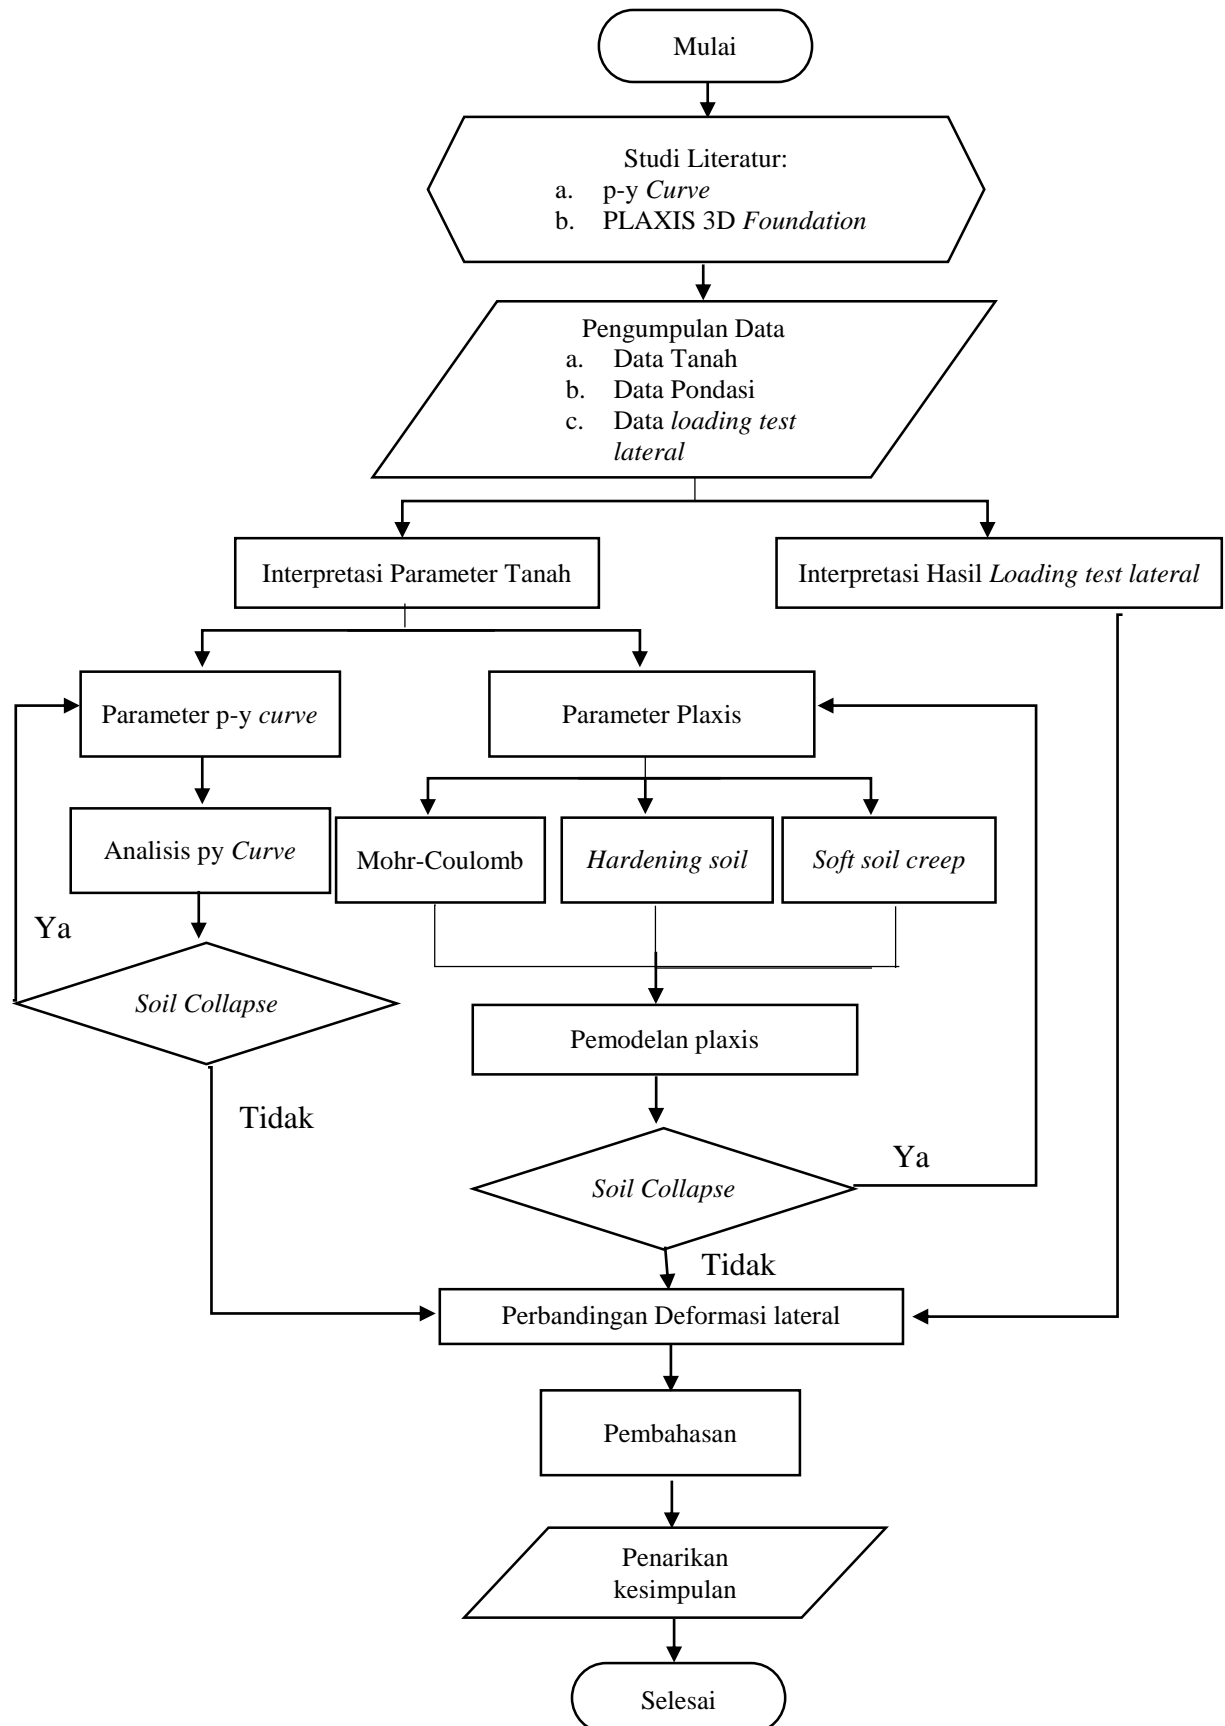 Mulai
Studi Literatur:
a. p-y Curve
b. PLAXIS 3D Foundation
Pengumpulan Data
a. Data Tanah
b. Data Pondasi
c. Data loading test
lateral
Interpretasi Parameter Tanah
Interpretasi Hasil Loading test lateral
Parameter p-y curve
Parameter Plaxis
Analisis py Curve
Mohr-Coulomb
Hardening soil
Soft soil creep
Ya
Soil Collapse
Pemodelan plaxis
Tidak
Ya
Soil Collapse
Tidak
Perbandingan Deformasi lateral
Pembahasan
Penarikan
kesimpulan
Selesai